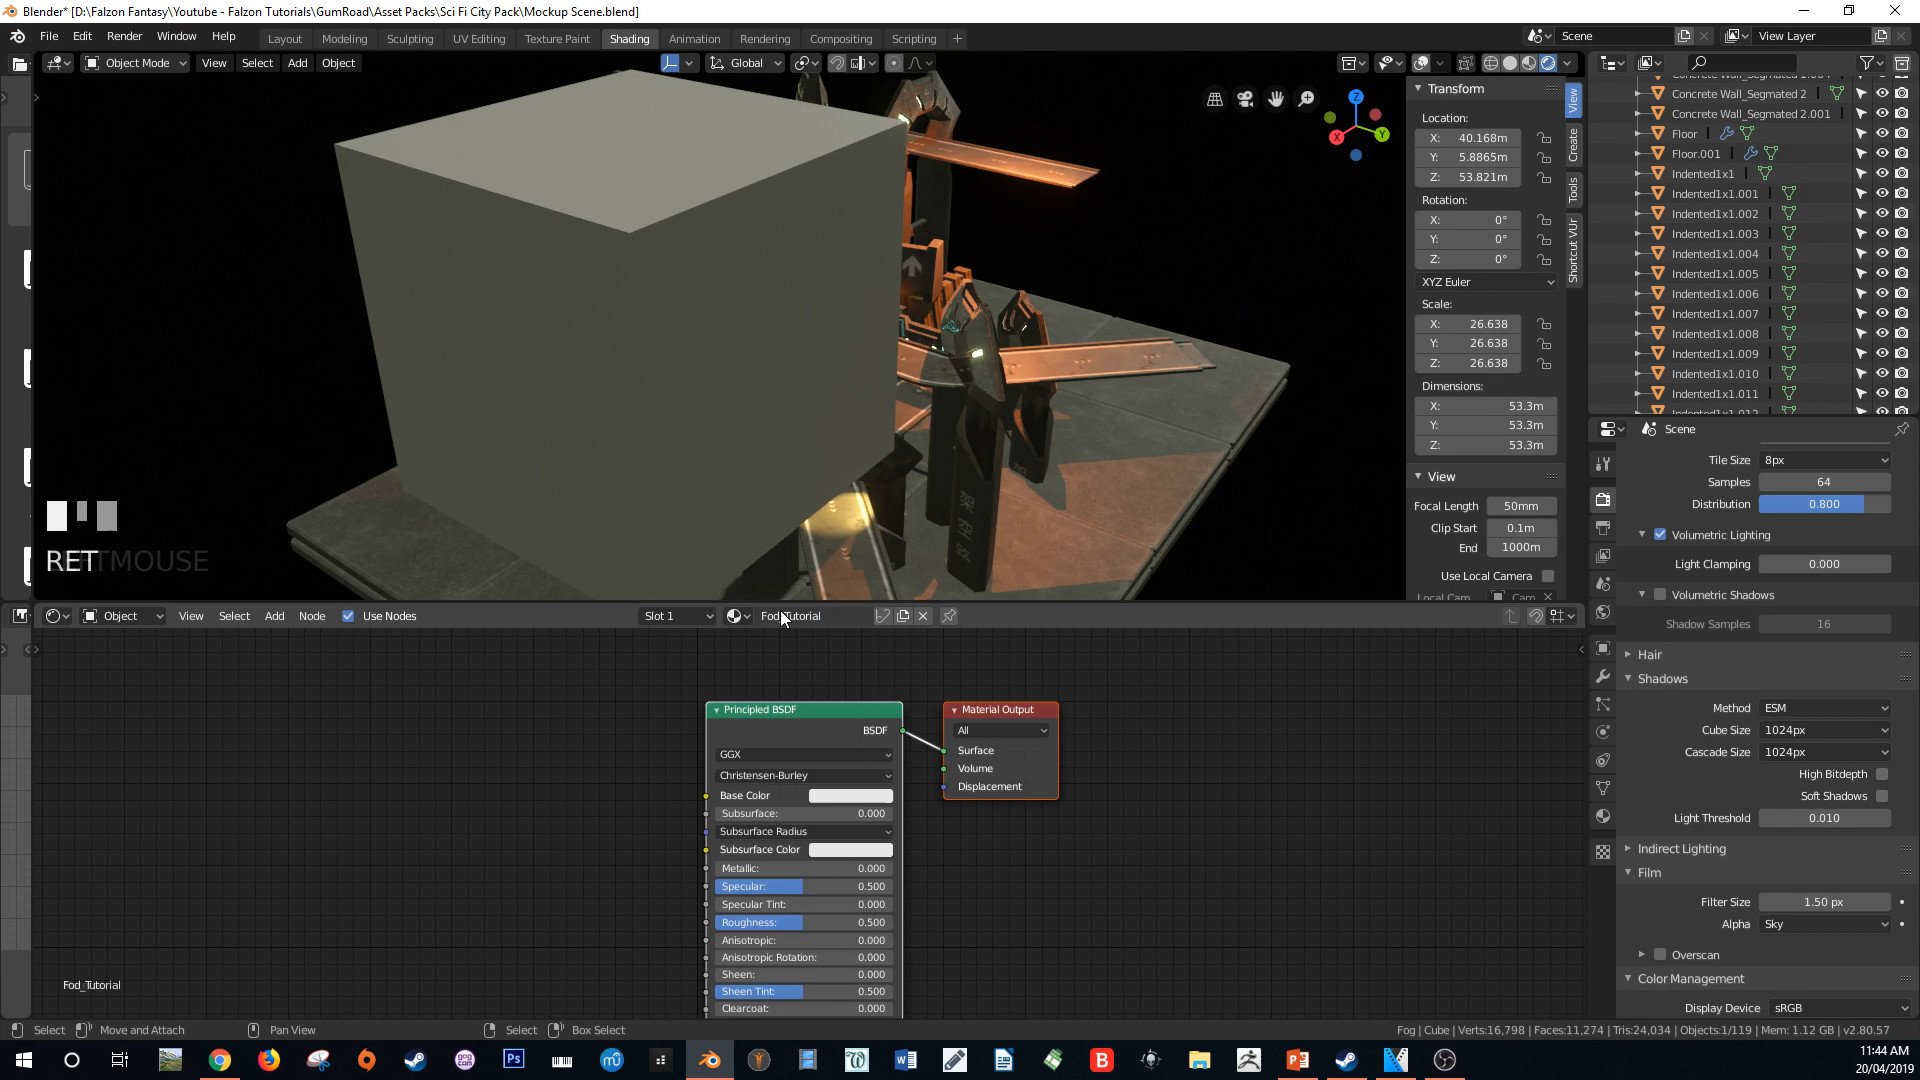 Blender* [D:\Falzon Fantasy\Youtube - Falzon Tutorials\GumRoad\Asset Packs\Sci Fi City Pack\Mockup Scene.blend]
File Edit Render Window Help Layout Modeling Sculpting UV Editing Texture Paint Shading Animation Rendering Compositing Scripting + Scene View Layer
Object Mode View Select Add Object Global
Transform
Location:
X: 40.168m
Y: 5.8865m
Z: 53.821m
Rotation:
X: 0°
Y: 0°
Z: 0°
XYZ Euler
Scale:
X: 26.638
Y: 26.638
Z: 26.638
Dimensions:
X: 53.3m
Y: 53.3m
Z: 53.3m
View
Focal Length 50mm
Clip Start 0.1m
End 1000m
Use Local Camera
Local Cam... Cam
View
Create
Tools
Shortcut VUr
Z
X
Y
Concrete Wall_Segmated 2
Concrete Wall_Segmated 2.001
Floor
Floor.001
Indented1x1
Indented1x1.001
Indented1x1.002
Indented1x1.003
Indented1x1.004
Indented1x1.005
Indented1x1.006
Indented1x1.007
Indented1x1.008
Indented1x1.009
Indented1x1.010
Indented1x1.011
Indented1x1.012
Scene
Tile Size 8px
Samples 64
Distribution 0.800
Volumetric Lighting
Light Clamping 0.000
Volumetric Shadows
Shadow Samples 16
Hair
Shadows
Method ESM
Cube Size 1024px
Cascade Size 1024px
High Bitdepth
Soft Shadows
Light Threshold 0.010
Indirect Lighting
Film
Filter Size 1.50 px
Alpha Sky
Overscan
Color Management
Display Device sRGB
RET
Object View Select Add Node Use Nodes Slot 1 Fod_Tutorial
Principled BSDF
BSDF
GGX
Christensen-Burley
Base Color
Subsurface: 0.000
Subsurface Radius
Subsurface Color
Metallic: 0.000
Specular: 0.500
Specular Tint: 0.000
Roughness: 0.500
Anisotropic: 0.000
Anisotropic Rotation: 0.000
Sheen: 0.000
Sheen Tint: 0.500
Clearcoat: 0.000
Material Output
All
Surface
Volume
Displacement
Fod_Tutorial
Select Move and Attach Pan View Select Box Select Fog | Cube | Verts:16,798 | Faces:11,274 | Tris:24,034 | Objects:1/119 | Mem: 1.12 GB | v2.80.57
11:44 AM
20/04/2019